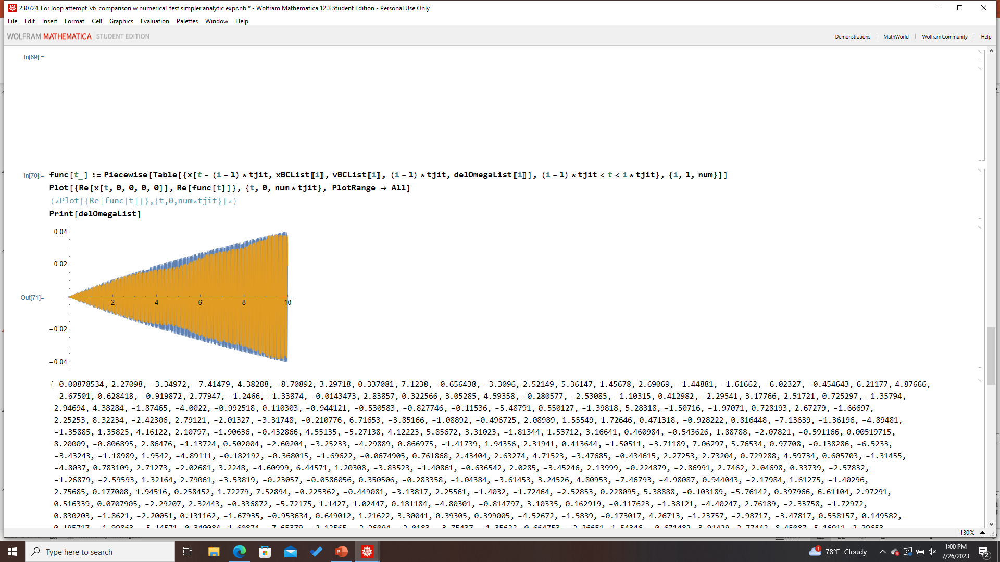 230724_For loop attempt_v6_comparison w numerical_test simpler analytic expr.nb * - Wolfram Mathematica 12.3 Student Edition - Personal Use Only
File Edit Insert Format Cell Graphics Evaluation Palettes Window Help
WOLFRAM MATHEMATICA STUDENT EDITION
Demonstrations MathWorld Wolfram Community Help
In[69]:=
In[70]:= func[t_] := Piecewise[Table[{x[t - (i - 1) * tjit, xBCList〚i〛, vBCList〚i〛, (i - 1) * tjit, delOmegaList〚i〛], (i - 1) * tjit < t < i * tjit}, {i, 1, num}]]
Plot[{Re[x[t, 0, 0, 0, 0]], Re[func[t]]}, {t, 0, num * tjit}, PlotRange → All]
(*Plot[{Re[func[t]]},{t,0,num*tjit}]*)
Print[delOmegaList]
0.04
0.02
Out[71]=
2 4 6 8 10
-0.02
-0.04
{-0.00878534, 2.27098, -3.34972, -7.41479, 4.38288, -8.70892, 3.29718, 0.337081, 7.1238, -0.656438, -3.3096, 2.52149, 5.36147, 1.45678, 2.69069, -1.44881, -1.61662, -6.02327, -0.454643, 6.21177, 4.87666,
-2.67501, 0.628418, -0.919872, 2.77947, -1.2466, -1.33874, -0.0143473, 2.83857, 0.322566, 3.05285, 4.59358, -0.280577, -2.53085, -1.10315, 0.412982, -2.29541, 3.17766, 2.51721, 0.725297, -1.35794,
2.94694, 4.38284, -1.87465, -4.0022, -0.992518, 0.110303, -0.944121, -0.530583, -0.827746, -0.11536, -5.48791, 0.550127, -1.39818, 5.28318, -1.50716, -1.97071, 0.728193, 2.67279, -1.66697,
2.25253, 8.32234, -2.42306, 2.79121, -2.01327, -3.31748, -0.210776, 6.71653, -3.85166, -1.08892, -0.496725, 2.08989, 1.55549, 1.72646, 0.471318, -0.928222, 0.816448, -7.13639, -1.36196, -4.89481,
-1.35885, 1.35825, 4.16122, 2.10797, -1.90636, -0.432866, 4.55135, -5.27138, 4.12223, 5.85672, 3.31023, -1.81344, 1.53712, 3.16641, 0.460984, -0.543626, 1.88788, -2.07821, -0.591166, 0.00519715,
8.20009, -0.806895, 2.86476, -1.13724, 0.502004, -2.60204, -3.25233, -4.29889, 0.866975, -1.41739, 1.94356, 2.31941, 0.413644, -1.50511, -3.71189, 7.06297, 5.76534, 0.97708, -0.138286, -6.5233,
-3.43243, -1.18989, 1.9542, -4.89111, -0.182192, -0.368015, -1.69622, -0.0674905, 0.761868, 2.43404, 2.63274, 4.71523, -3.47685, -0.434615, 2.27253, 2.73204, 0.729288, 4.59734, 0.605703, -1.31455,
-4.8037, 0.783109, 2.71273, -2.02681, 3.2248, -4.60999, 6.44571, 1.20308, -3.83523, -1.40861, -0.636542, 2.0285, -3.45246, 2.13999, -0.224879, -2.86991, 2.7462, 2.04698, 0.33739, -2.57832,
-1.26879, -2.59593, 1.32164, 2.79061, -3.53819, -0.23057, -0.0586056, 0.350506, -0.283358, -1.04384, -3.61453, 3.24526, 4.80953, -7.46793, -4.98087, 0.944043, -2.17984, 1.61275, -1.40296,
2.75685, 0.177008, 1.94516, 0.258452, 1.72279, 7.52894, -0.225362, -0.449081, -3.13817, 2.25561, -1.4032, -1.72464, -2.52853, 0.228095, 5.38888, -0.103189, -5.76142, 0.397966, 6.61104, 2.97291,
0.516339, 0.0707905, -2.29207, 2.32443, -0.336872, -5.72175, 1.1427, 1.02447, 0.181184, -4.80301, -0.814797, 3.10335, 0.162919, -0.117623, -1.38121, -4.40247, 2.76189, -2.33758, -1.72972,
0.830203, -1.8621, -2.20051, 0.131162, -1.67935, -0.953634, 0.649012, 1.21622, 3.30041, 0.39305, 0.399005, -4.52672, -1.5839, -0.173017, 4.26713, -1.23757, -2.98717, -3.47817, 0.558157, 0.149582,
130%
Type here to search
78°F Cloudy
1:00 PM
7/26/2023